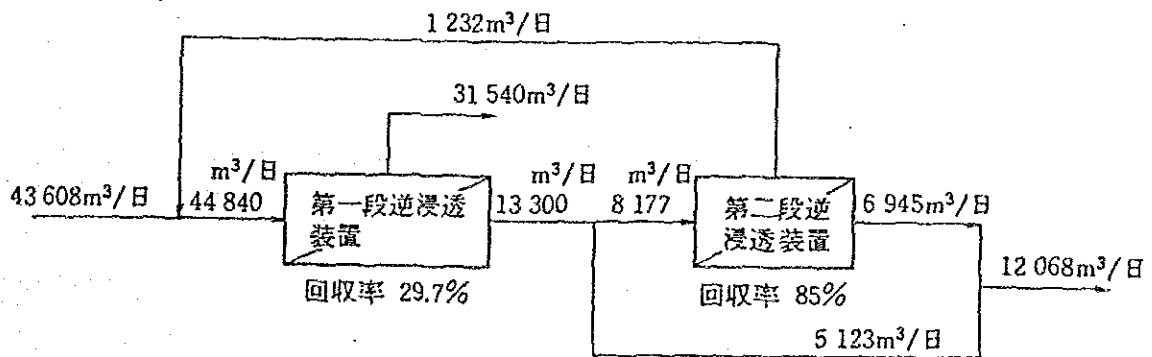 1 232m³/日
31 540m³/日
43 608m³/日
m³/日
44 840
第一段逆浸透
装置
回收率 29.7%
m³/日
13 300
m³/日
8 177
第二段逆
浸透装置
回收率 85%
6 945m³/日
12 068m³/日
5 123m³/日